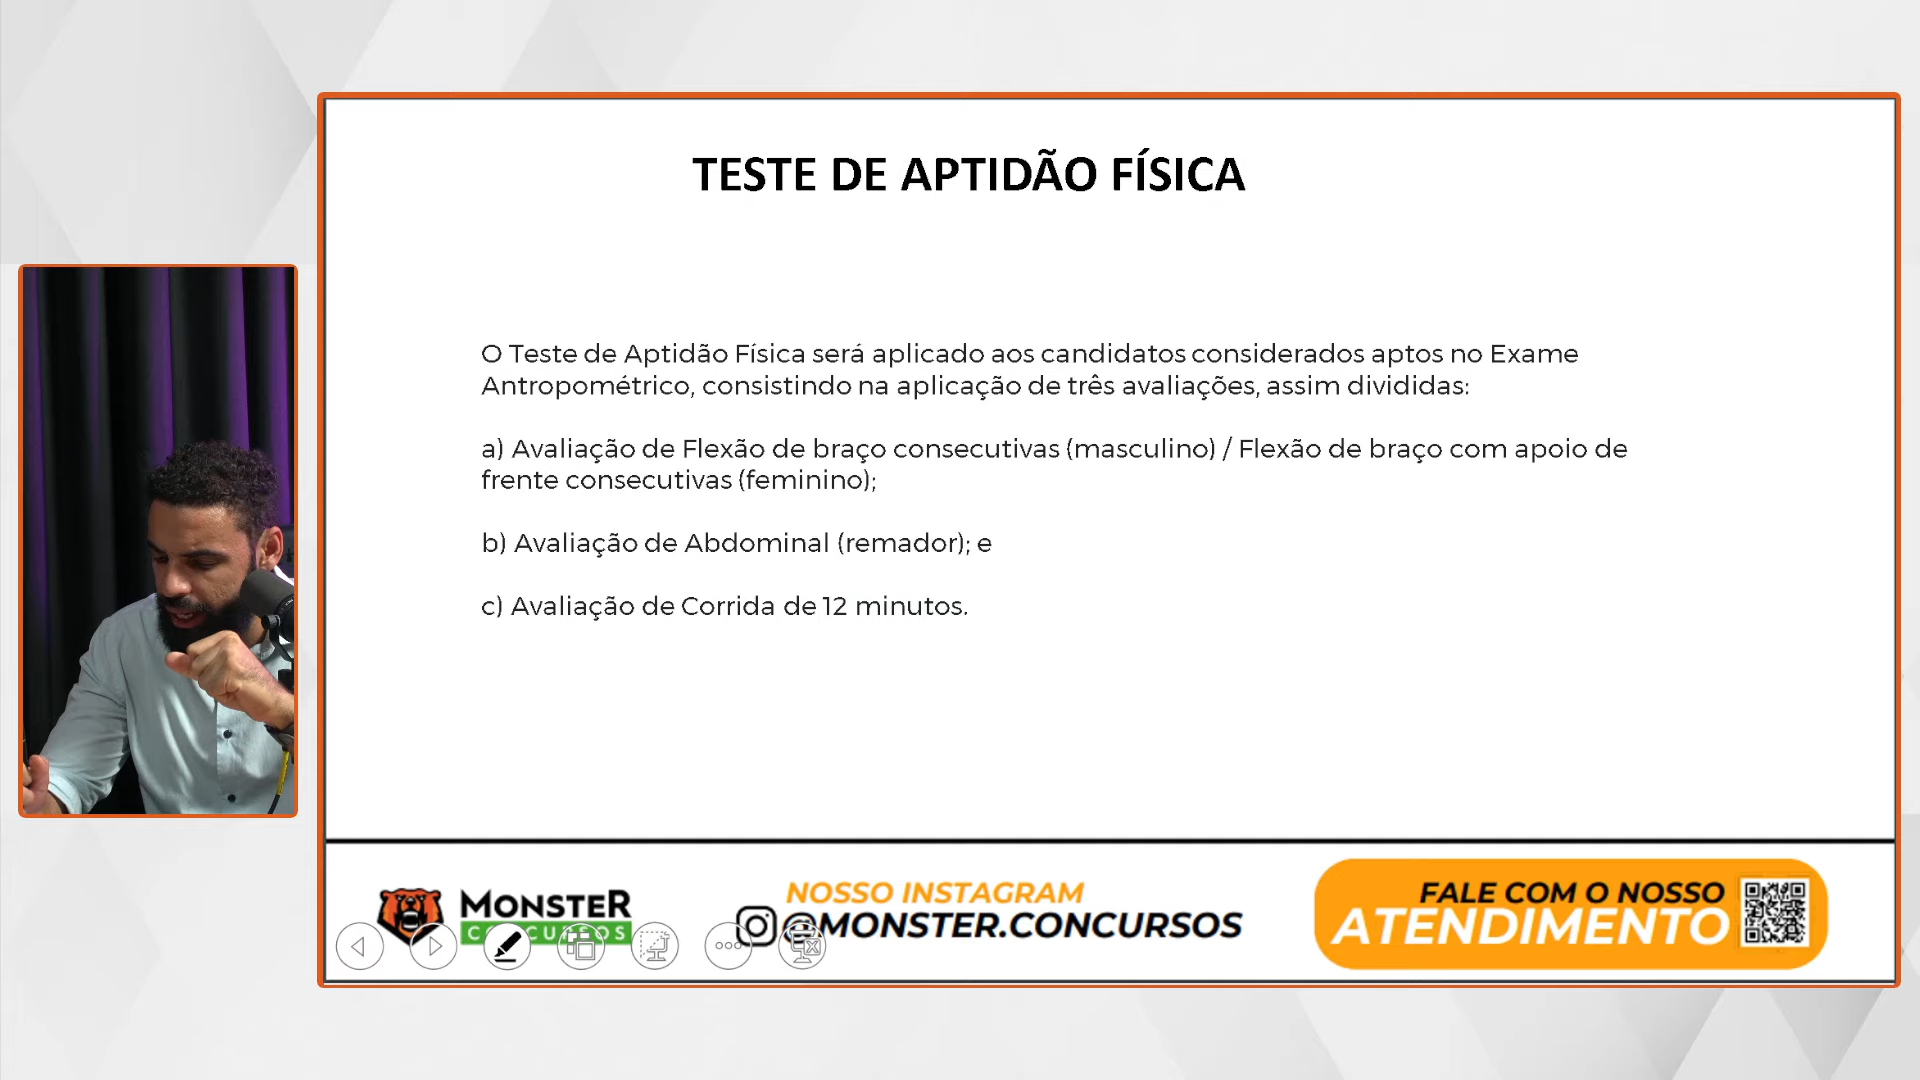 TESTE DE APTIDÃO FÍSICA
O Teste de Aptidão Física será aplicado aos candidatos considerados aptos no Exame
Antropométrico, consistindo na aplicação de três avaliações, assim divididas:
a) Avaliação de Flexão de braço consecutivas (masculino) / Flexão de braço com apoio de
frente consecutivas (feminino);
b) Avaliação de Abdominal (remador); e
c) Avaliação de Corrida de 12 minutos.
MONSTER
CONCURSOS
NOSSO INSTAGRAM
@MONSTER.CONCURSOS
FALE COM O NOSSO
ATENDIMENTO